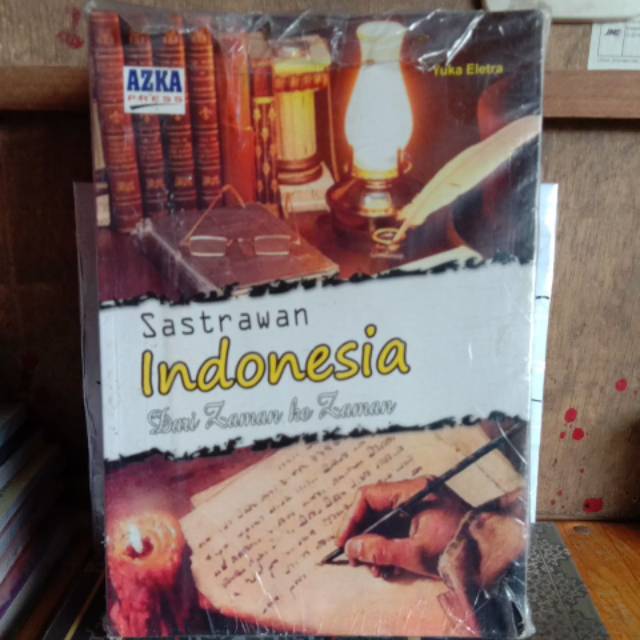 AZKA
PRESS
Yuka Eletra
Sastrawan
Indonesia
Dari Zaman ke Zaman